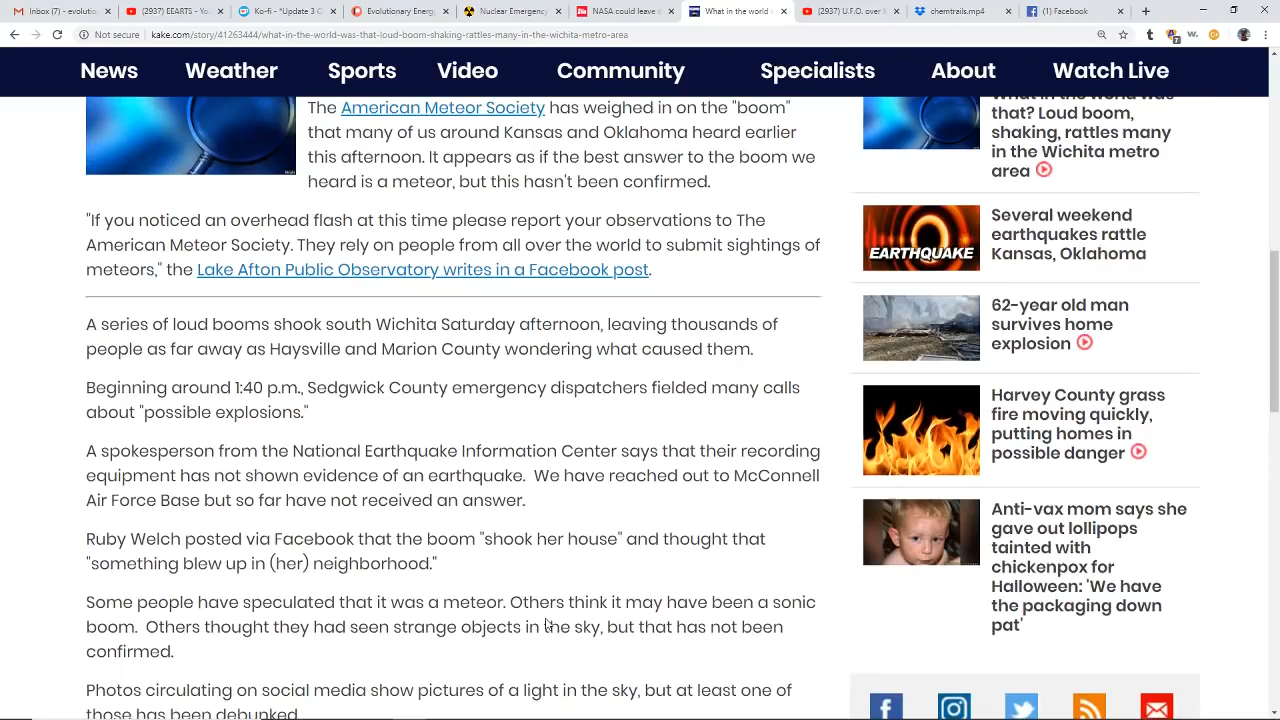 Inbox (7) - evolution
(2937) EEARTS - Yo
Ko-fi - *Update 3 C
Evolutionary Energ
Nuclear Emergency
NASA could leave d
What in the world w
(2937) U.F.O. over
chemtrails.mp4
(1) Facebook
Not secure | kake.com/story/41263444/what-in-the-world-was-that-loud-boom-shaking-rattles-many-in-the-wichita-metro-area
News Weather Sports Video Community Specialists About Watch Live
The American Meteor Society has weighed in on the "boom"
that many of us around Kansas and Oklahoma heard earlier
this afternoon. It appears as if the best answer to the boom we
heard is a meteor, but this hasn't been confirmed.
"If you noticed an overhead flash at this time please report your observations to The
American Meteor Society. They rely on people from all over the world to submit sightings of
meteors," the Lake Afton Public Observatory writes in a Facebook post.
A series of loud booms shook south Wichita Saturday afternoon, leaving thousands of
people as far away as Haysville and Marion County wondering what caused them.
Beginning around 1:40 p.m., Sedgwick County emergency dispatchers fielded many calls
about "possible explosions."
A spokesperson from the National Earthquake Information Center says that their recording
equipment has not shown evidence of an earthquake. We have reached out to McConnell
Air Force Base but so far have not received an answer.
Ruby Welch posted via Facebook that the boom "shook her house" and thought that
"something blew up in (her) neighborhood."
Some people have speculated that it was a meteor. Others think it may have been a sonic
boom. Others thought they had seen strange objects in the sky, but that has not been
confirmed.
Photos circulating on social media show pictures of a light in the sky, but at least one of
those has been debunked.
What in the world was
that? Loud boom,
shaking, rattles many
in the Wichita metro
area
EARTHQUAKE
Several weekend
earthquakes rattle
Kansas, Oklahoma
62-year old man
survives home
explosion
Harvey County grass
fire moving quickly,
putting homes in
possible danger
Anti-vax mom says she
gave out lollipops
tainted with
chickenpox for
Halloween: 'We have
the packaging down
pat'